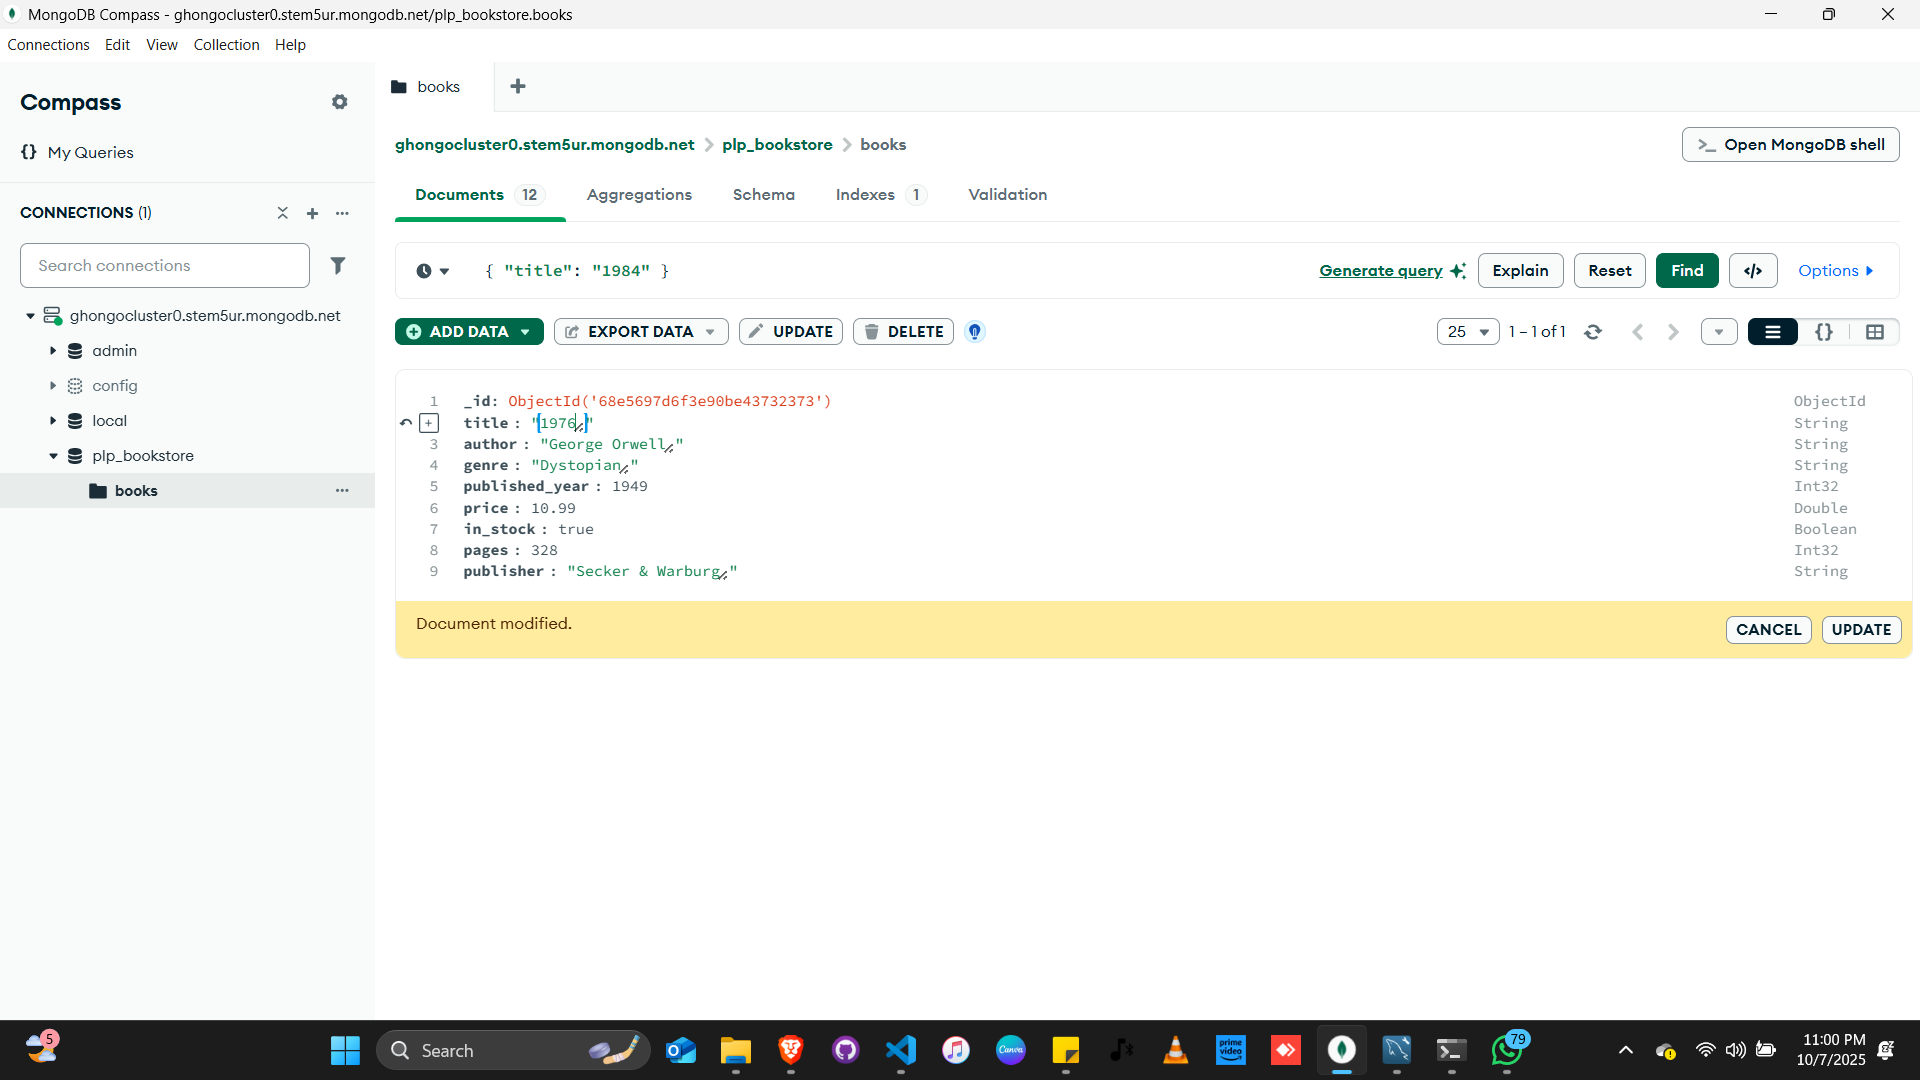 MongoDB Compass - ghongocluster0.stem5ur.mongodb.net/plp_bookstore.books
Connections Edit View Collection Help
Compass
books
My Queries
ghongocluster0.stem5ur.mongodb.net > plp_bookstore > books
>_ Open MongoDB shell
Documents 12 Aggregations Schema Indexes 1 Validation
CONNECTIONS (1)
Search connections
{ "title": "1984" }
Generate query Explain Reset Find </> Options
ADD DATA EXPORT DATA UPDATE DELETE
25 1 – 1 of 1 {}
ghongocluster0.stem5ur.mongodb.net
admin
config
local
plp_bookstore
books
1 _id: ObjectId('68e5697d6f3e90be43732373') ObjectId
title : "1976" String
3 author : "George Orwell" String
4 genre : "Dystopian" String
5 published_year : 1949 Int32
6 price : 10.99 Double
7 in_stock : true Boolean
8 pages : 328 Int32
9 publisher : "Secker & Warburg" String
Document modified.
CANCEL UPDATE
5
Search
Canva
prime video
79
11:00 PM
10/7/2025